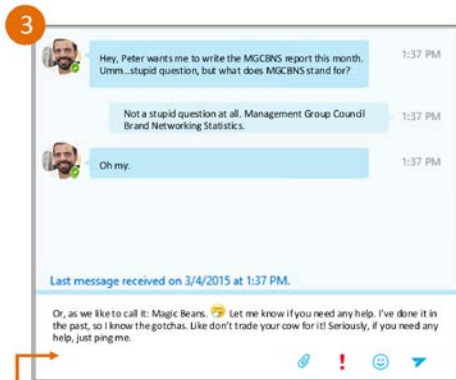 3
Hey, Peter wants me to write the MGCBNS report this month.
Umm...stupid question, but what does MGCBNS stand for?
1:37 PM
Not a stupid question at all. Management Group Council
Brand Networking Statistics.
1:37 PM
Oh my.
1:37 PM
Last message received on 3/4/2015 at 1:37 PM.
Or, as we like to call it: Magic Beans. Let me know if you need any help. I've done it in
the past, so I know the gotchas. Like don't trade your cow for it! Seriously, if you need any
help, just ping me.